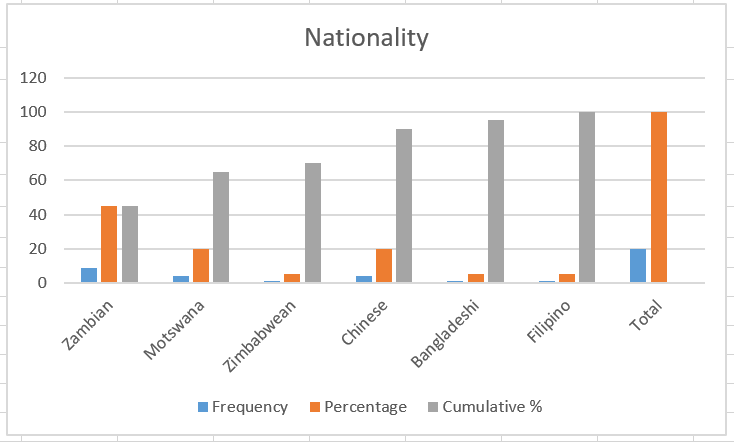 Nationality
120
100
80
60
40
20
0
Zambian
Motswana
Zimbabwean
Chinese
Bangladeshi
Filipino
Total
Frequency Percentage Cumulative %